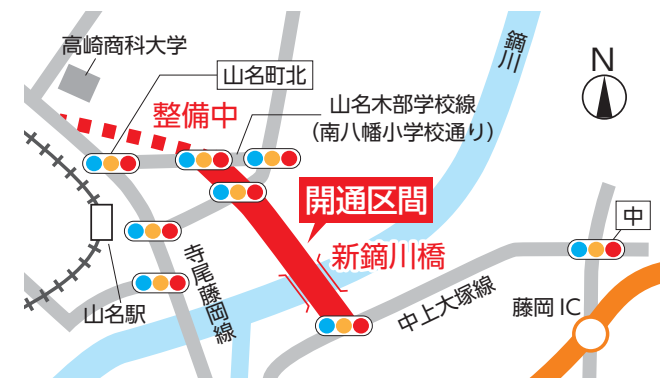 高崎商科大学
山名町北
整備中
山名木部学校線
（南八幡小学校通り）
鏑川
N
開通区間
新鏑川橋
中
寺尾藤岡線
山名駅
中上大塚線
藤岡IC